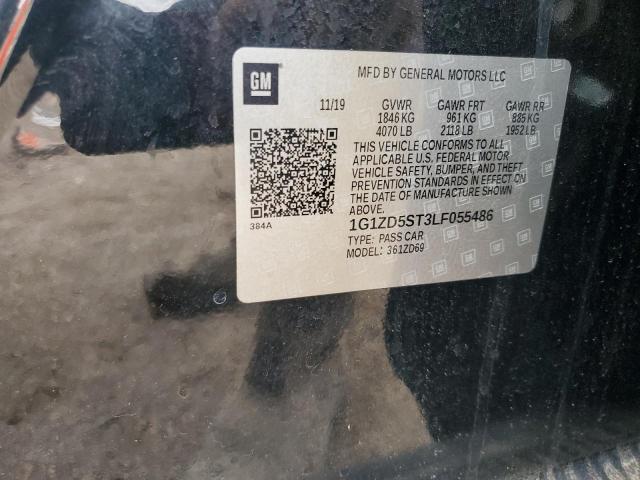 GM
MFD BY GENERAL MOTORS LLC
11/19 GVWR GAWR FRT GAWR RR
1846 KG 961 KG 885 KG
4070 LB 2118 LB 1952 LB
THIS VEHICLE CONFORMS TO ALL
APPLICABLE U.S. FEDERAL MOTOR
VEHICLE SAFETY, BUMPER, AND THEFT
PREVENTION STANDARDS IN EFFECT ON
THE DATE OF MANUFACTURE SHOWN
ABOVE.
384A
1G1ZD5ST3LF055486
TYPE: PASS CAR
MODEL: 361ZD69